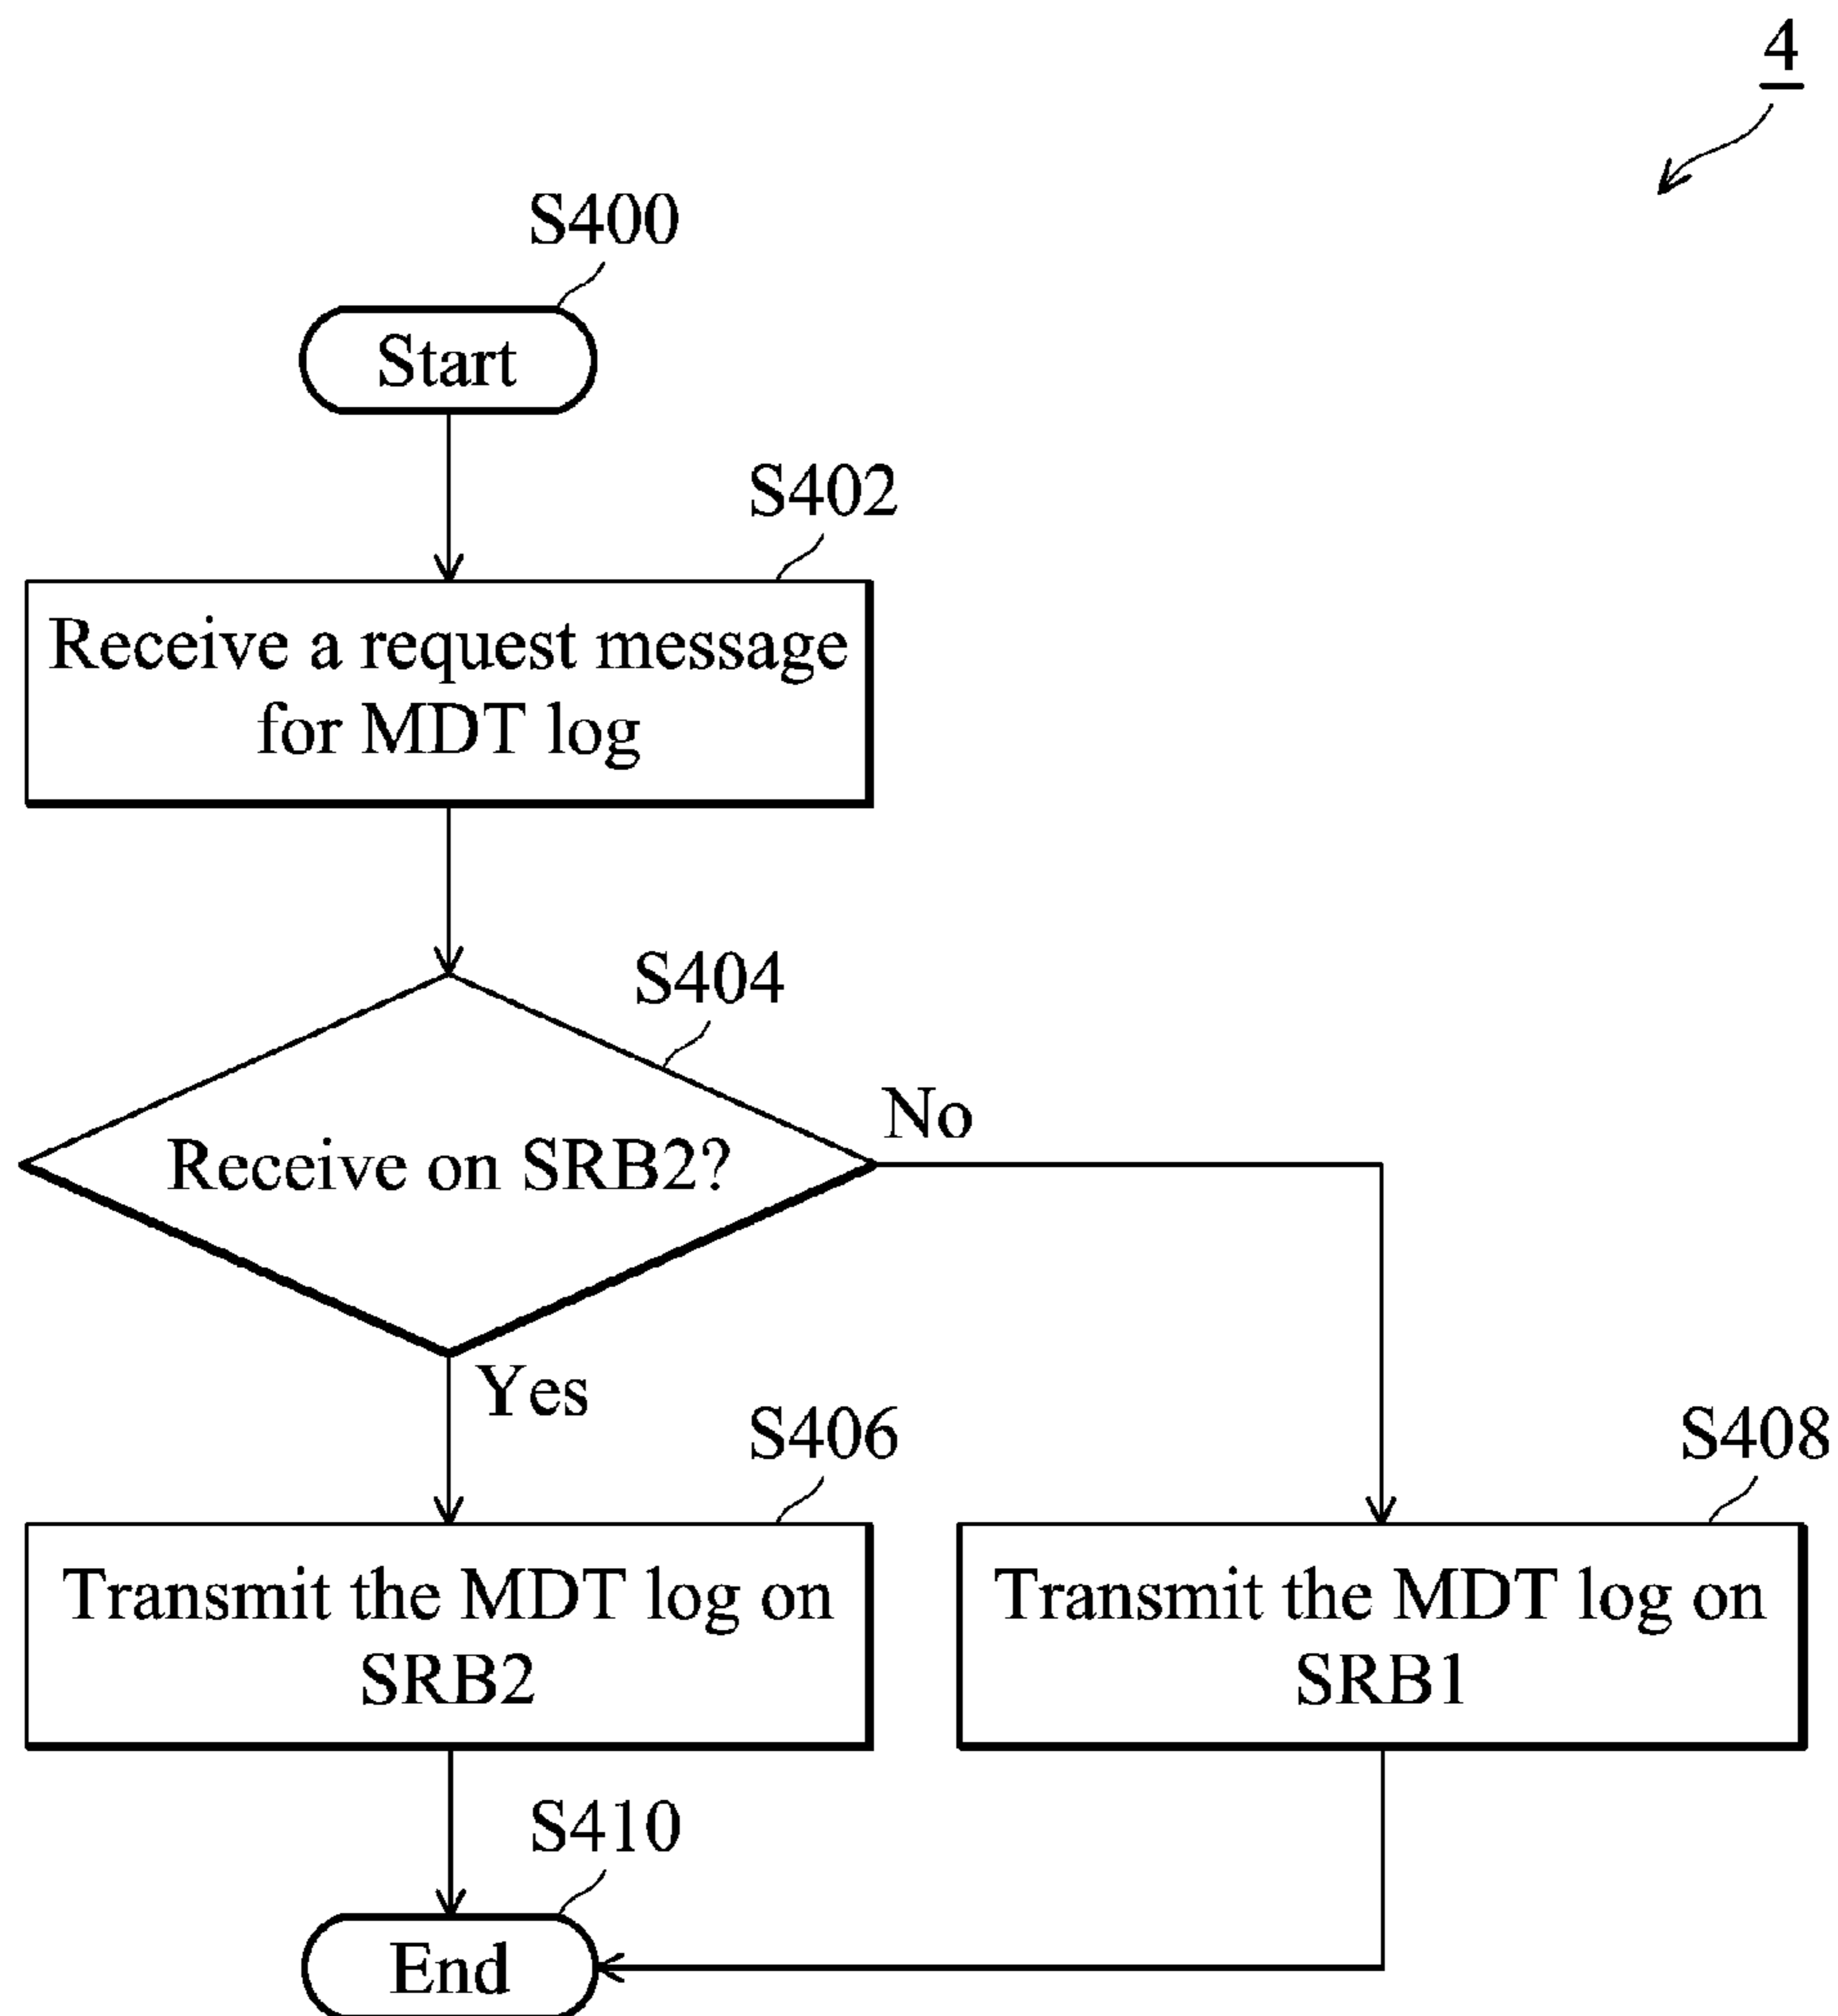 4
S400
Start
S402
Receive a request message
for MDT log
S404
Receive on SRB2?
No
Yes
S406
Transmit the MDT log on
SRB2
S408
Transmit the MDT log on
SRB1
S410
End